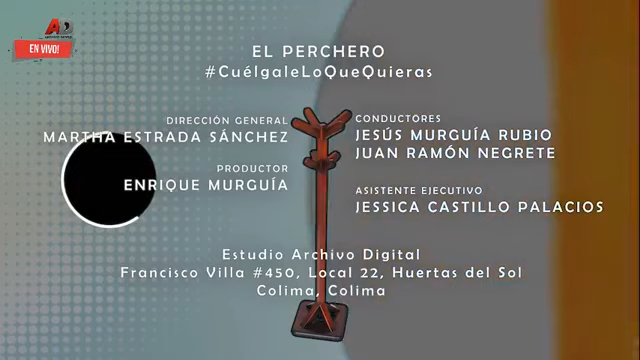 AD
EN VIVO!
EL PERCHERO
#CuélgaleLoQueQuieras
DIRECCIÓN GENERAL
MARTHA ESTRADA SÁNCHEZ
PRODUCTOR
ENRIQUE MURGUÍA
CONDUCTORES
JESÚS MURGUÍA RUBIO
JUAN RAMÓN NEGRETE
ASISTENTE EJECUTIVO
JESSICA CASTILLO PALACIOS
Estudio Archivo Digital
Francisco Villa #450, Local 22, Huertas del Sol
Colima, Colima